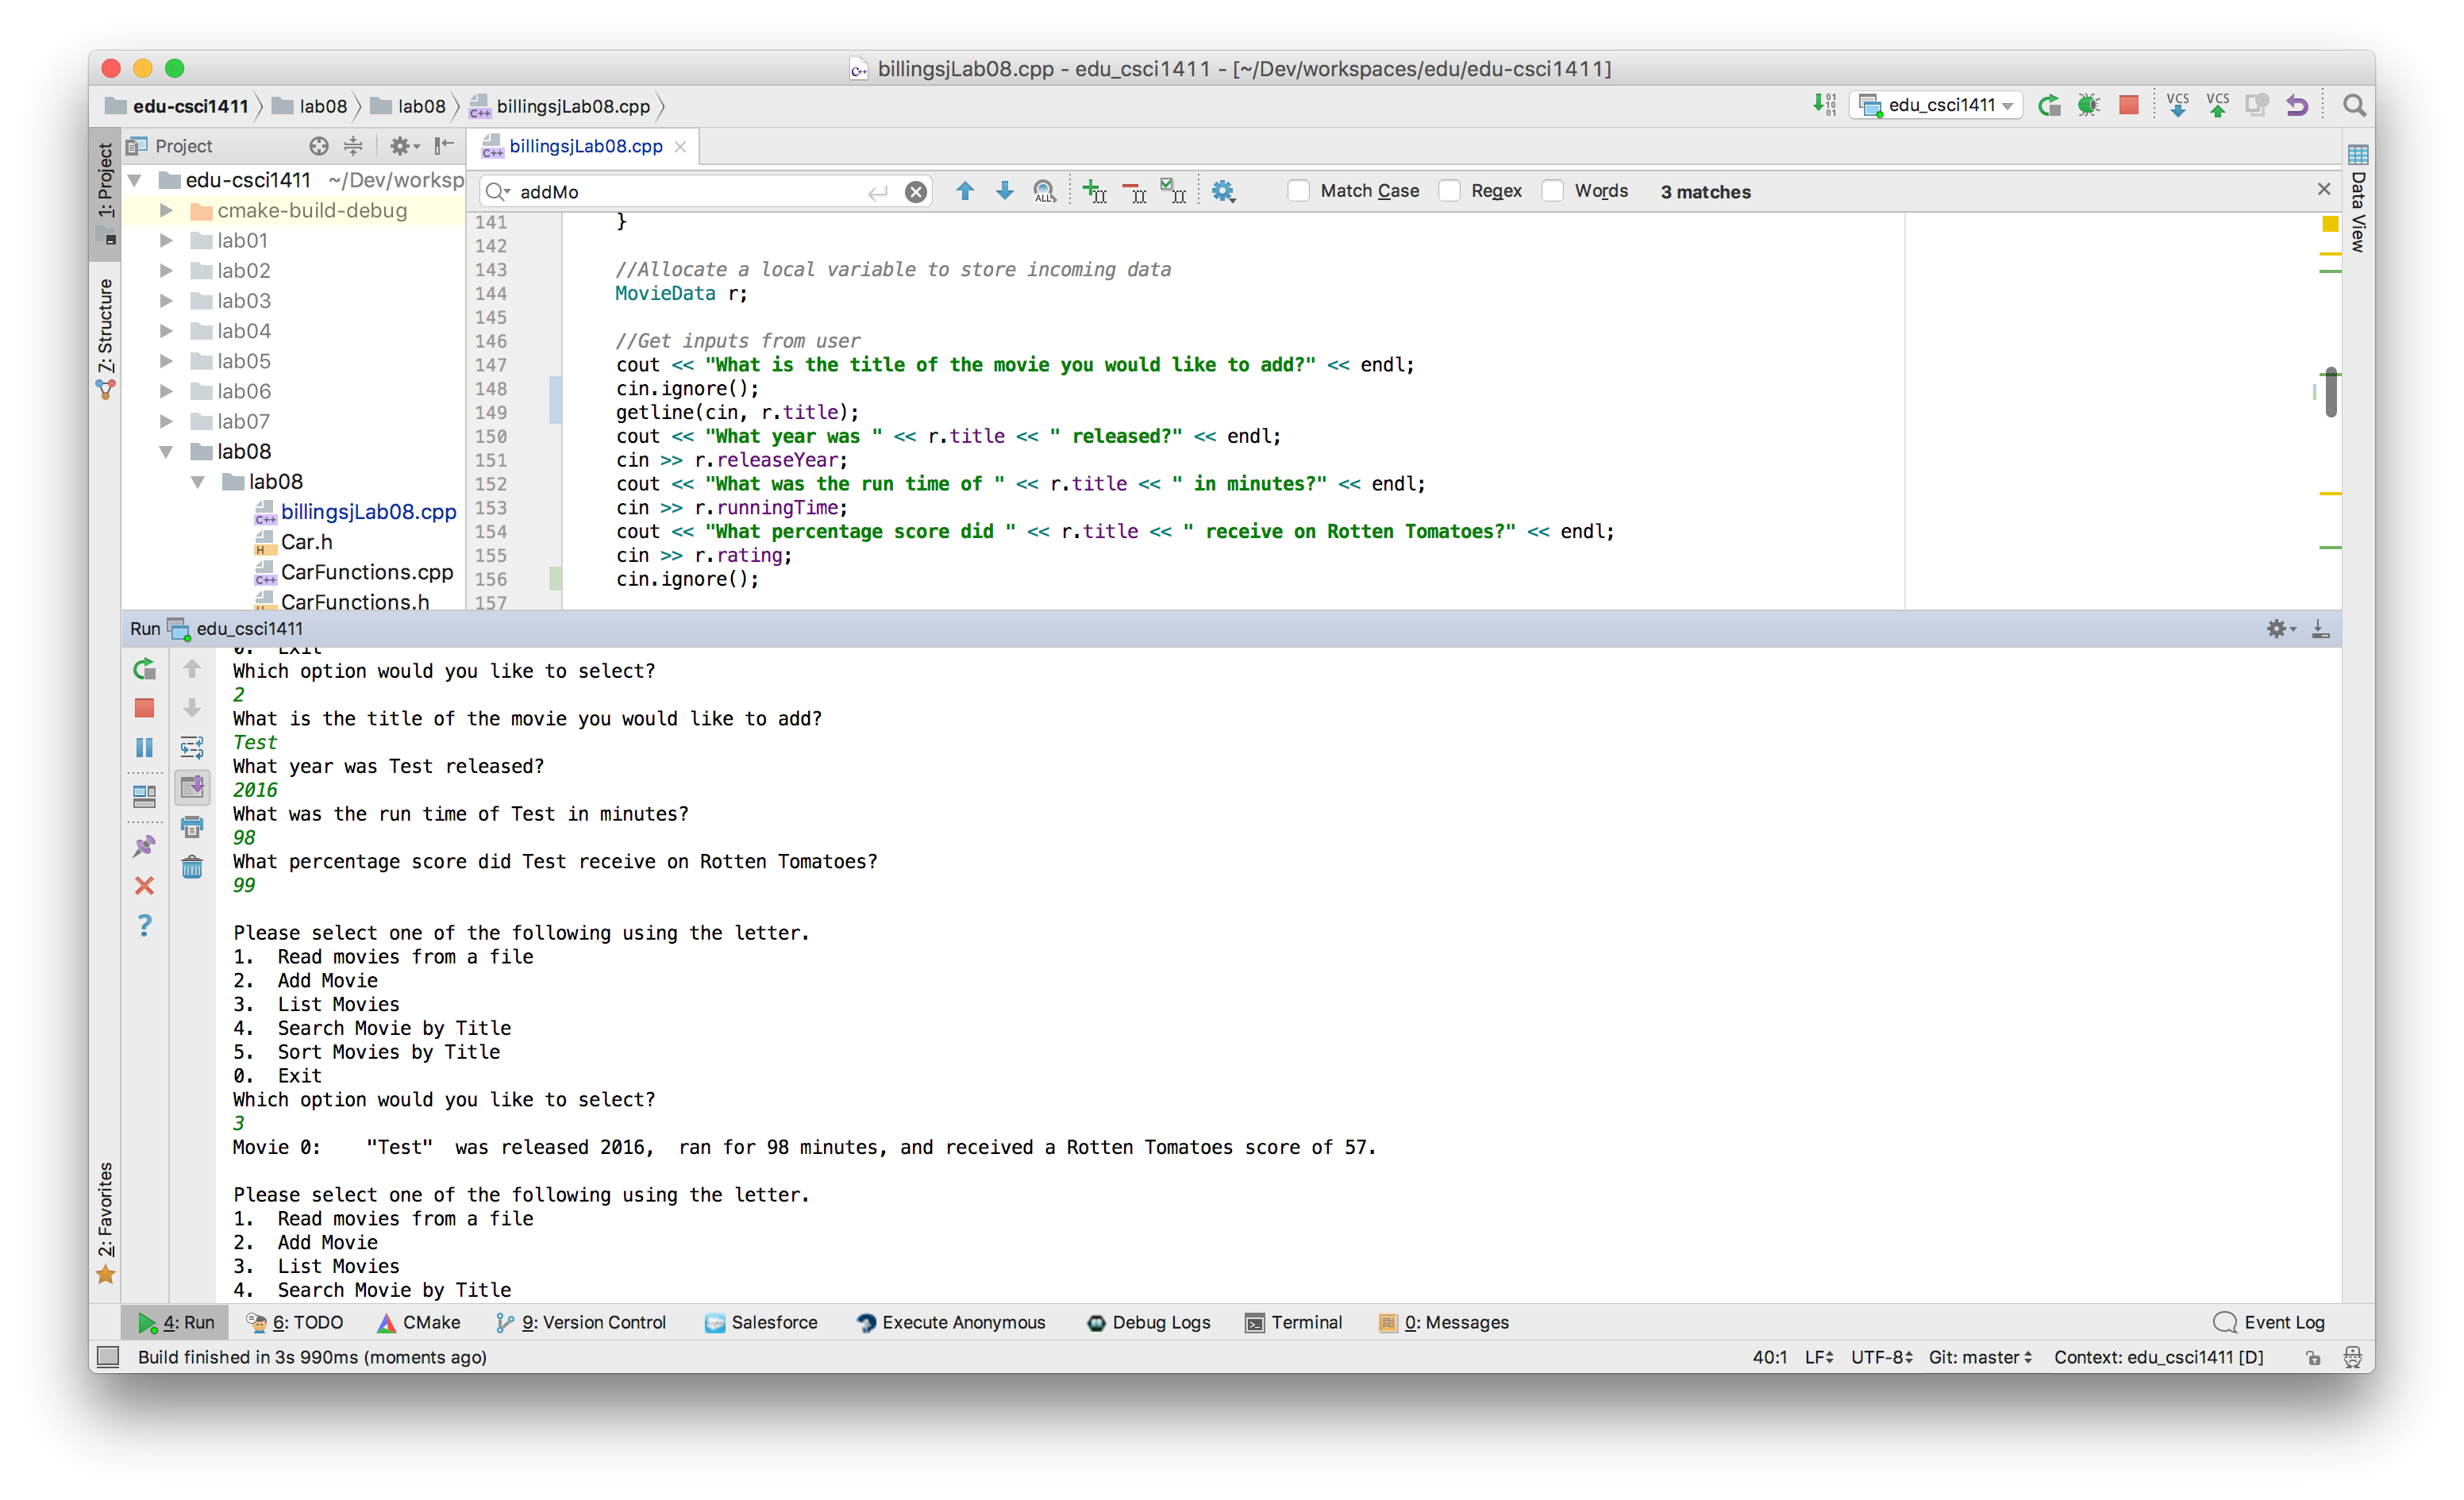 billingsjLab08.cpp - edu_csci1411 - [~/Dev/workspaces/edu/edu-csci1411]
edu-csci1411 lab08 lab08 billingsjLab08.cpp
edu_csci1411 VCS VCS
1: Project
7: Structure
2: Favorites
Data View
Project
edu-csci1411 ~/Dev/worksp
cmake-build-debug
lab01
lab02
lab03
lab04
lab05
lab06
lab07
lab08
lab08
billingsjLab08.cpp
Car.h
CarFunctions.cpp
CarFunctions.h
billingsjLab08.cpp
addMo Match Case Regex Words 3 matches
141 }
142
143 //Allocate a local variable to store incoming data
144 MovieData r;
145
146 //Get inputs from user
147 cout << "What is the title of the movie you would like to add?" << endl;
148 cin.ignore();
149 getline(cin, r.title);
150 cout << "What year was " << r.title << " released?" << endl;
151 cin >> r.releaseYear;
152 cout << "What was the run time of " << r.title << " in minutes?" << endl;
153 cin >> r.runningTime;
154 cout << "What percentage score did " << r.title << " receive on Rotten Tomatoes?" << endl;
155 cin >> r.rating;
156 cin.ignore();
157
Run edu_csci1411
0. Exit
Which option would you like to select?
2
What is the title of the movie you would like to add?
Test
What year was Test released?
2016
What was the run time of Test in minutes?
98
What percentage score did Test receive on Rotten Tomatoes?
99
Please select one of the following using the letter.
1. Read movies from a file
2. Add Movie
3. List Movies
4. Search Movie by Title
5. Sort Movies by Title
0. Exit
Which option would you like to select?
3
Movie 0: "Test" was released 2016, ran for 98 minutes, and received a Rotten Tomatoes score of 57.
Please select one of the following using the letter.
1. Read movies from a file
2. Add Movie
3. List Movies
4. Search Movie by Title
4: Run 6: TODO CMake 9: Version Control Salesforce Execute Anonymous Debug Logs Terminal 0: Messages Event Log
Build finished in 3s 990ms (moments ago) 40:1 LF UTF-8 Git: master Context: edu_csci1411 [D]